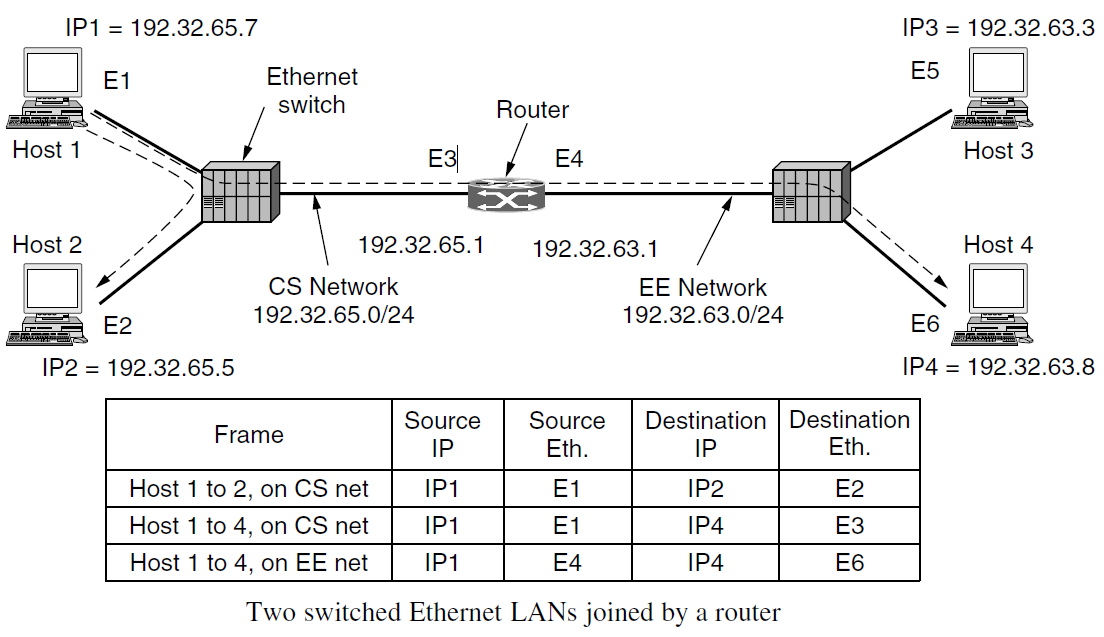 IP1 = 192.32.65.7
IP3 = 192.32.63.3
E1
Ethernet
switch
Router
E5
Host 1
E3
E4
Host 3
Host 2
192.32.65.1
192.32.63.1
Host 4
CS Network
192.32.65.0/24
EE Network
192.32.63.0/24
E2
E6
IP2 = 192.32.65.5
IP4 = 192.32.63.8
Frame Source IP Source Eth. Destination IP Destination Eth.
Host 1 to 2, on CS net IP1 E1 IP2 E2
Host 1 to 4, on CS net IP1 E1 IP4 E3
Host 1 to 4, on EE net IP1 E4 IP4 E6
Two switched Ethernet LANs joined by a router